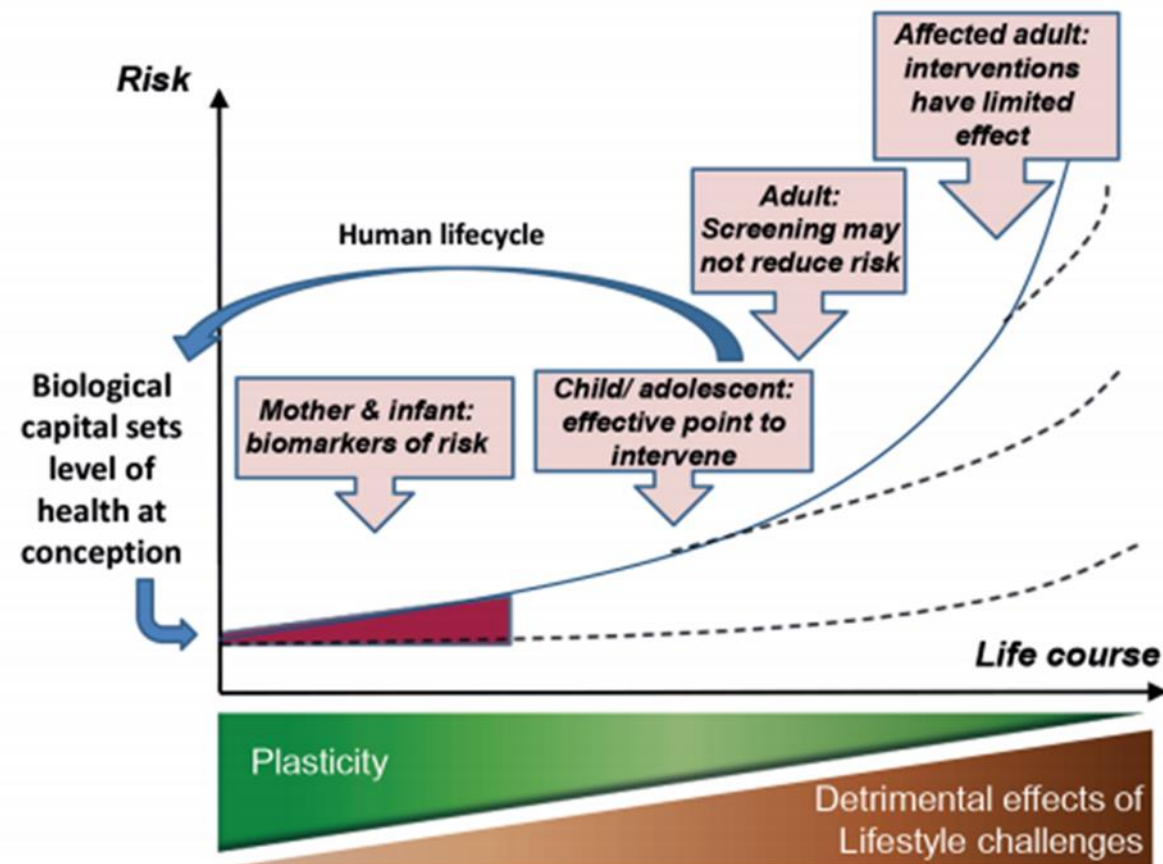 Risk
Affected adult:
interventions
have limited
effect
Adult:
Screening may
not reduce risk
Human lifecycle
Biological
capital sets
level of
health at
conception
Mother & infant:
biomarkers of risk
Child/ adolescent:
effective point to
intervene
Life course
Plasticity
Detrimental effects of
Lifestyle challenges